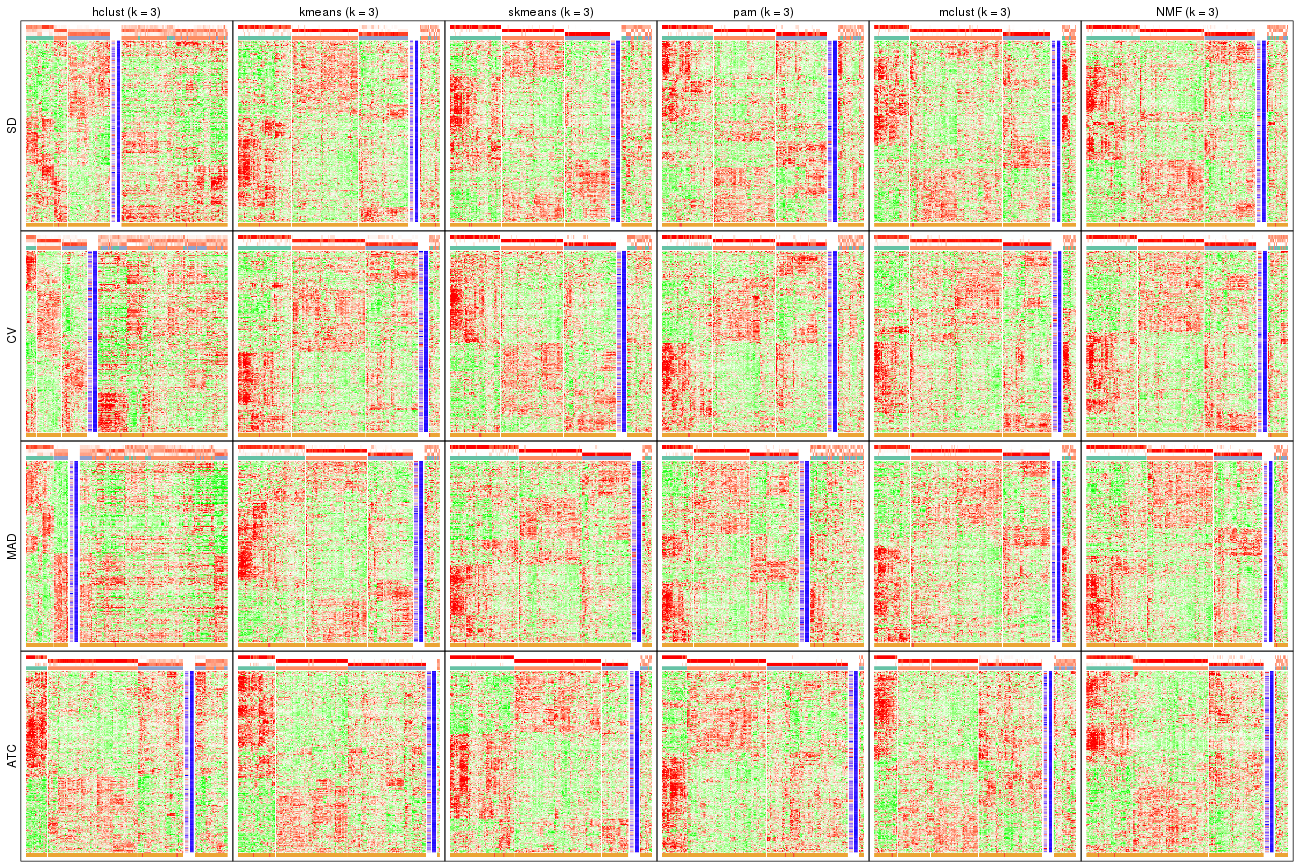 hclust (k = 3)
kmeans (k = 3)
skmeans (k = 3)
pam (k = 3)
mclust (k = 3)
NMF (k = 3)
SD
CV
MAD
ATC